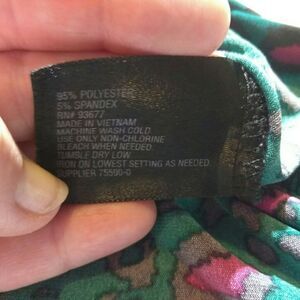 95% POLYESTER
5% SPANDEX
RN# 93677
MADE IN VIETNAM
MACHINE WASH COLD
USE ONLY NON-CHLORINE
BLEACH WHEN NEEDED
TUMBLE DRY LOW
IRON ON LOWEST SETTING AS NEEDED.
SUPPLIER 75590-0